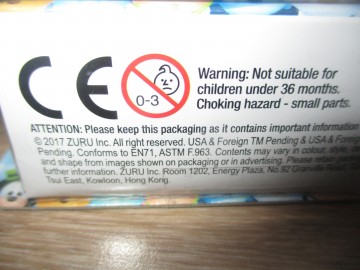 CE
0-3
Warning: Not suitable for
children under 36 months.
Choking hazard - small parts.
ATTENTION: Please keep this packaging as it contains important information
© 2017 ZURU Inc. All right reserved. USA & Foreign TM Pending & USA & Foreign
Pending. Conforms to EN71, ASTM F.963. Contents may vary in colour, style,
and shape from images shown on packaging or in advertising. Please retain
further information. ZURU Inc. Room 1202, Energy Plaza, No.92 Granville
Tsui East, Kowloon, Hong Kong.